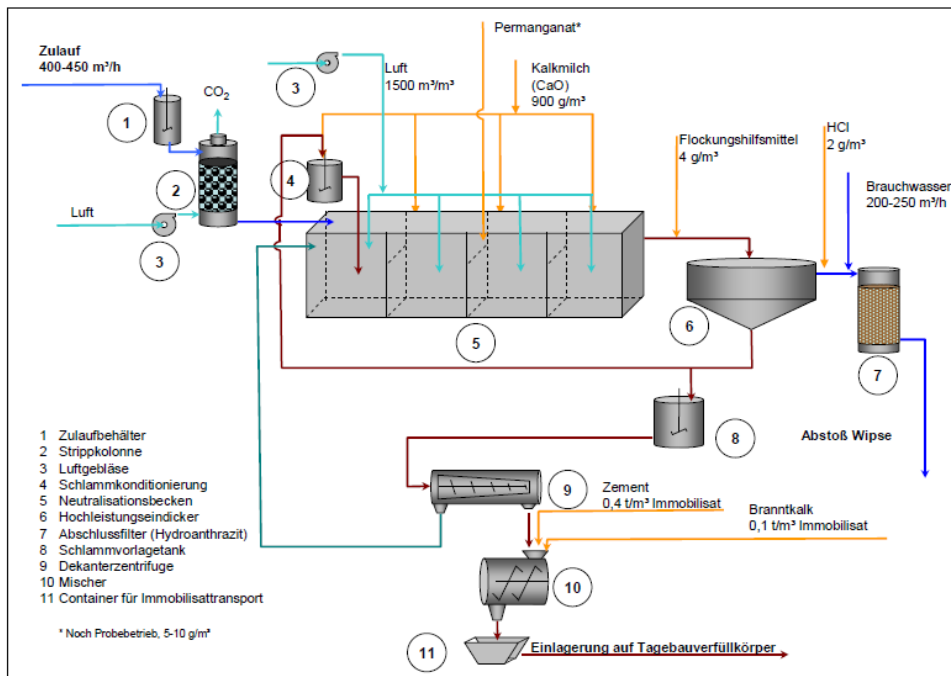 Zulauf
400-450 m³/h
1
CO₂
2
Luft
3
3
Luft
1500 m³/m³
Permanganat*
Kalkmilch
(CaO)
900 g/m³
4
5
Flockungshilfsmittel
4 g/m³
HCl
2 g/m³
Brauchwasser
200-250 m³/h
6
7
Abstoß Wipse
8
9
Zement
0,4 t/m³ Immobilisat
Branntkalk
0,1 t/m³ Immobilisat
10
11
Einlagerung auf Tagebauverfüllkörper
1 Zulaufbehälter
2 Strippkolonne
3 Luftgebläse
4 Schlammkonditionierung
5 Neutralisationsbecken
6 Hochleistungseindicker
7 Abschlussfilter (Hydroanthrazit)
8 Schlammvorlagetank
9 Dekanterzentrifuge
10 Mischer
11 Container für Immobilisattransport
* Noch Probebetrieb, 5-10 g/m³